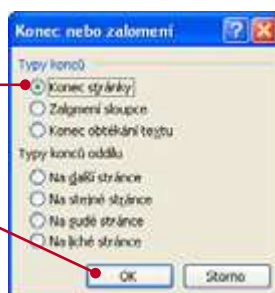 Konec nebo zalomení
Typy konců
Konec stránky
Zalomení sloupce
Konec obtékání textu
Typy konců oddílu
Na další stránce
Na stejné stránce
Na sudé stránce
Na liché stránce
OK
Storno